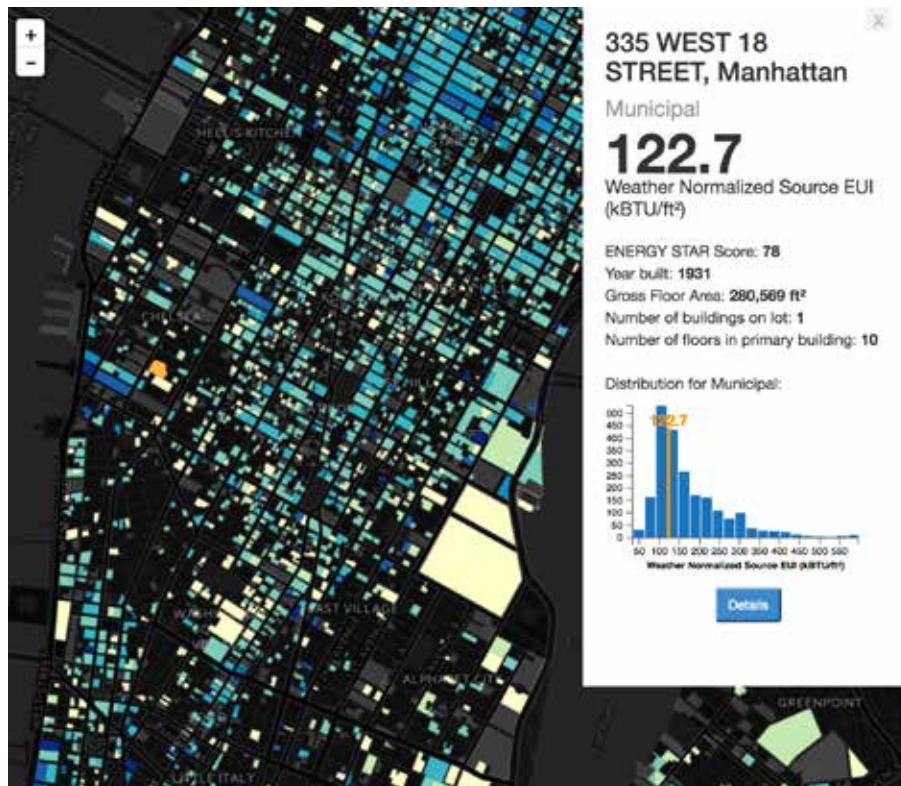 +
-
X
335 WEST 18
STREET, Manhattan
Municipal
122.7
Weather Normalized Source EUI
(kBTU/ft²)
ENERGY STAR Score: 78
Year built: 1931
Gross Floor Area: 280,569 ft²
Number of buildings on lot: 1
Number of floors in primary building: 10
Distribution for Municipal:
122.7
500
450
400
350
300
250
200
150
100
50
0
50 100 150 200 250 300 350 400 450 500 550
Weather Normalized Source EUI (kBTU/ft²)
Details
HELL'S KITCHEN
CHELSEA
EAST VILLAGE
ALPHABET CITY
GREENPOINT
LITTLE ITALY